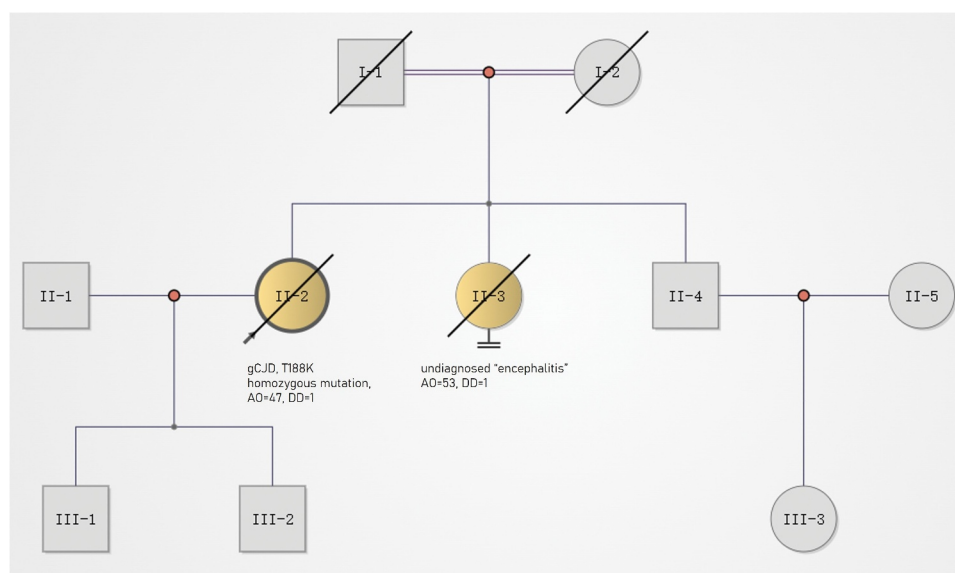 I-1
I-2
II-1
II-2
II-3
II-4
II-5
gCJD, T188K
homozygous mutation,
AO=47, DD=1
undiagnosed "encephalitis"
AO=53, DD=1
III-1
III-2
III-3